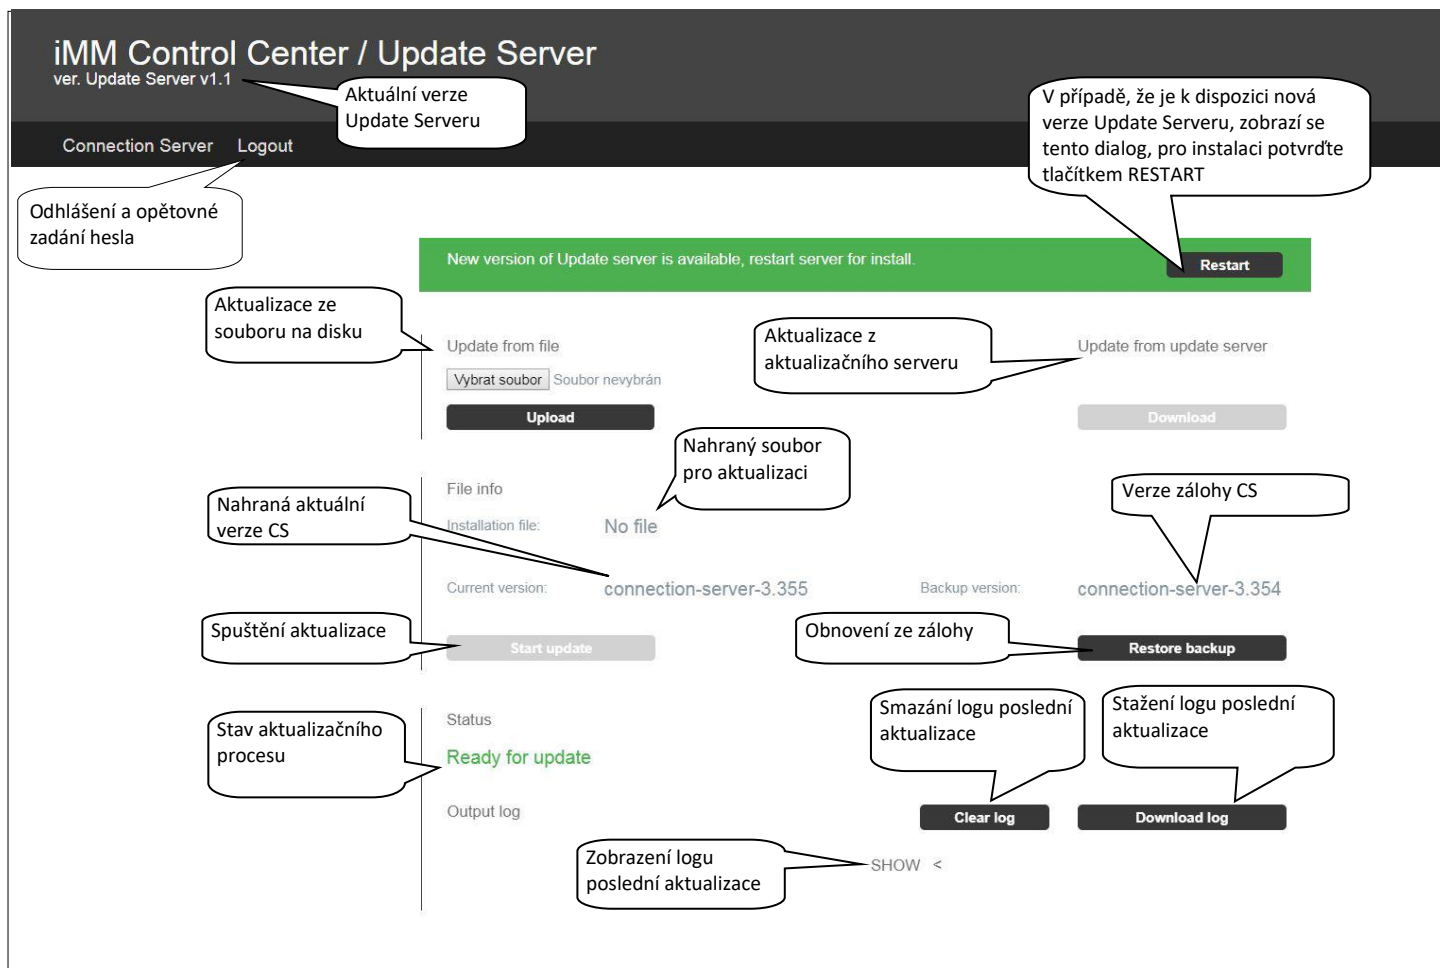 iMM Control Center / Update Server
ver. Update Server v1.1
Aktuální verze
Update Serveru
V případě, že je k dispozici nová
verze Update Serveru, zobrazí se
tento dialog, pro instalaci potvrďte
tlačítkem RESTART
Connection Server Logout
Odhlášení a opětovné
zadání hesla
New version of Update server is available, restart server for install.
Restart
Aktualizace ze
souboru na disku
Update from file
Aktualizace z
aktualizačního serveru
Update from update server
Vybrat soubor Soubor nevybrán
Upload
Download
Nahraný soubor
pro aktualizaci
File info
Nahraná aktuální
verze CS
Installation file: No file
Verze zálohy CS
Current version: connection-server-3.355
Backup version: connection-server-3.354
Spuštění aktualizace
Start update
Obnovení ze zálohy
Restore backup
Stav aktualizačního
procesu
Status
Ready for update
Smazání logu poslední
aktualizace
Stažení logu poslední
aktualizace
Output log
Clear log
Download log
Zobrazení logu
poslední aktualizace
SHOW <